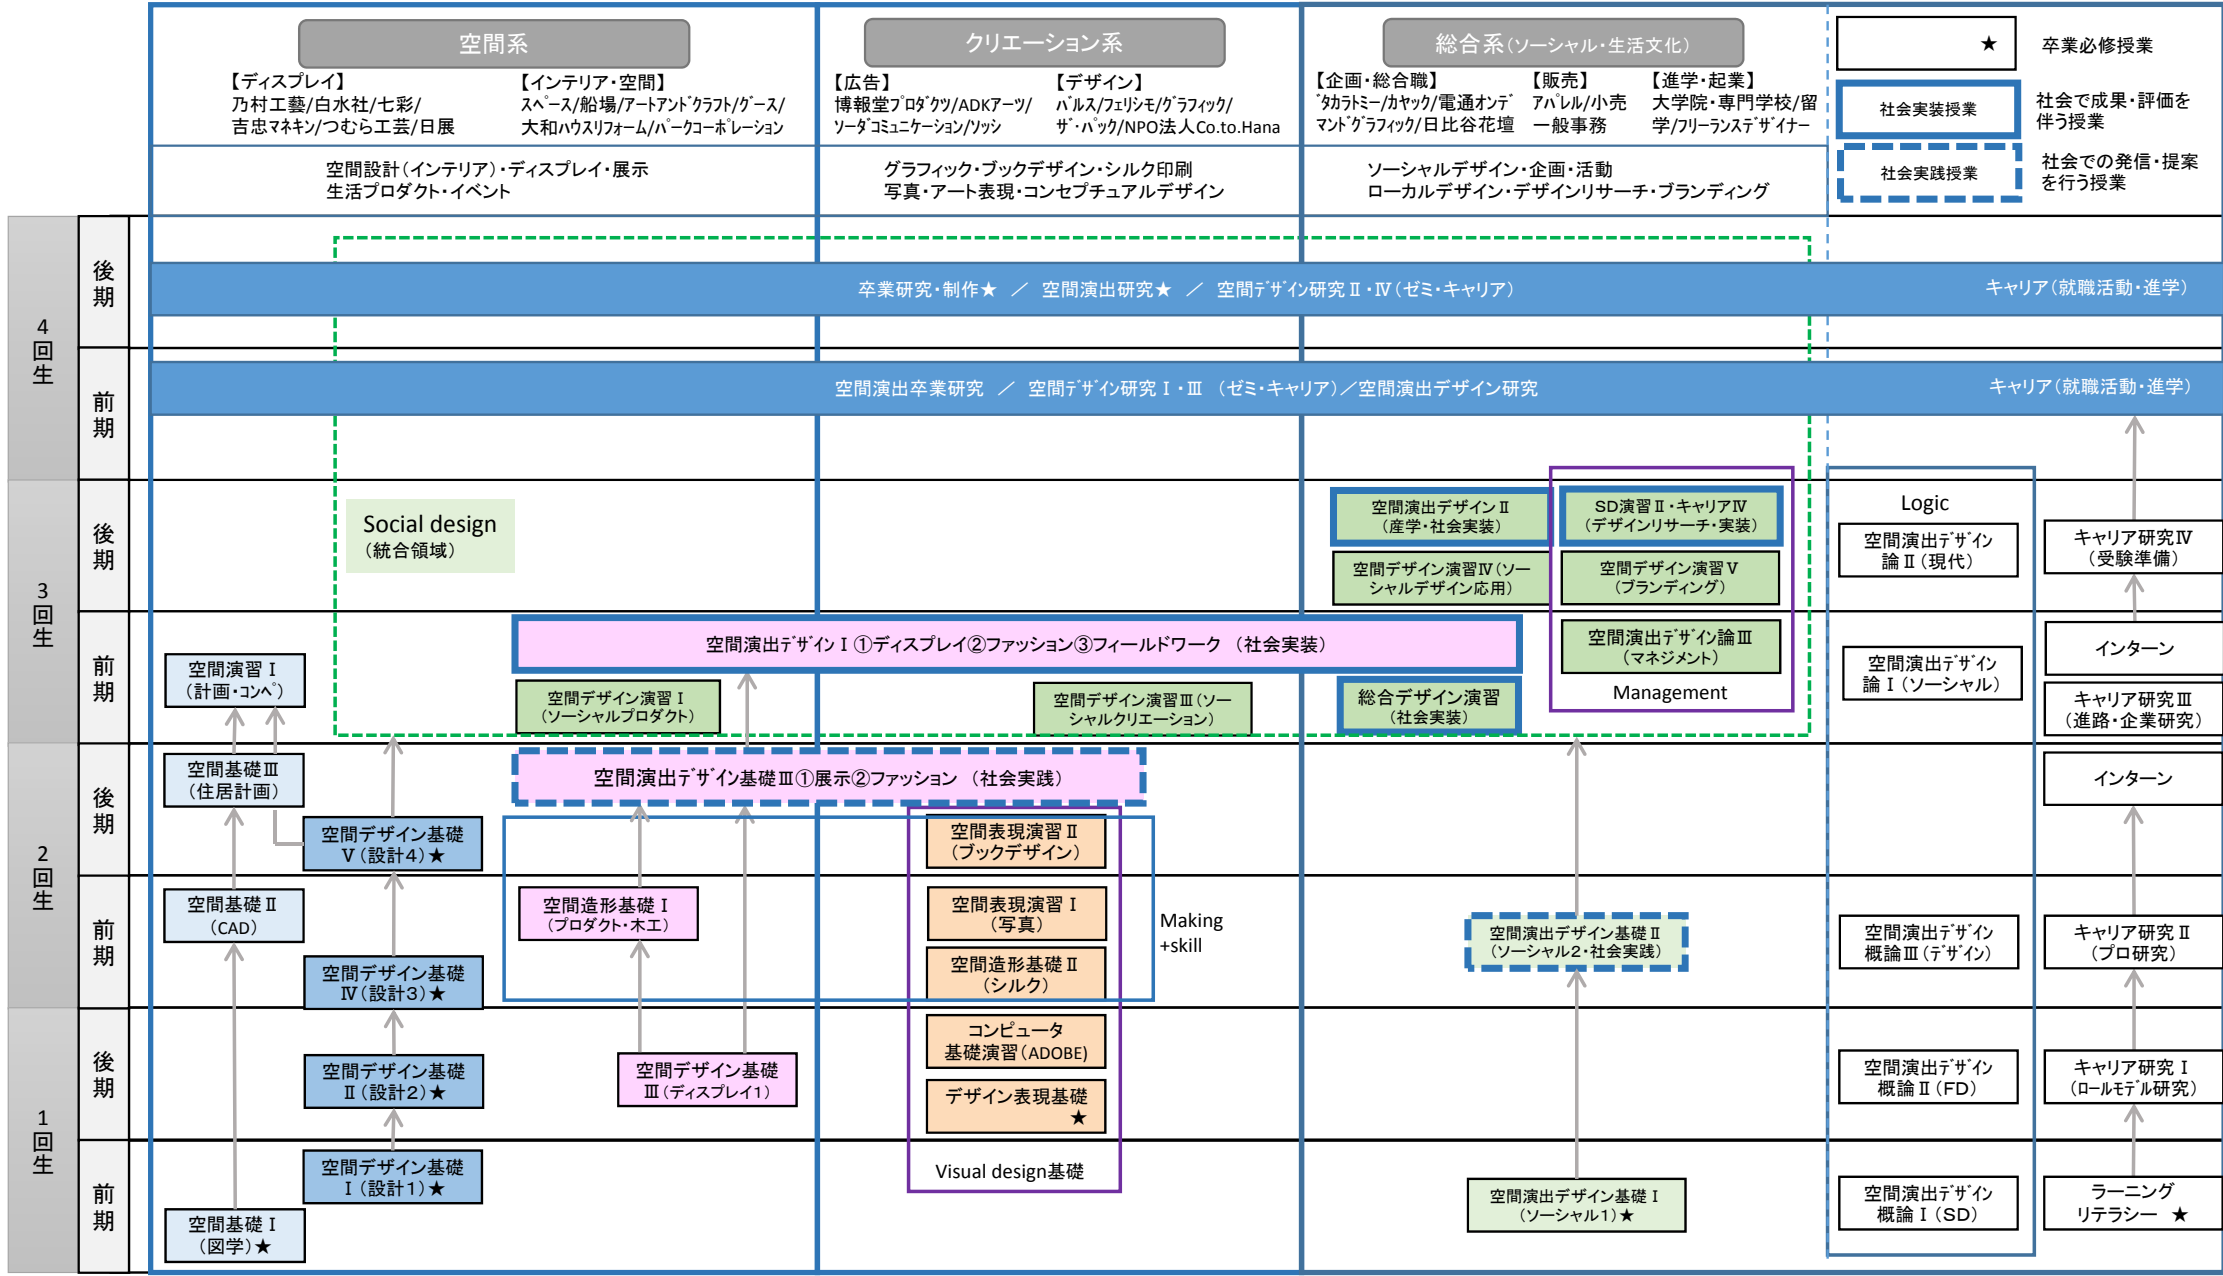 空間系
クリエーション系
総合系(ソーシャル・生活文化)
★
卒業必修授業
【ディスプレイ】
乃村工藝/白水社/七彩/
吉忠マネキン/つむら工芸/日展
【インテリア・空間】
スペース/船場/アートアンドクラフト/グース/
大和ハウスリフォーム/パークコーポレーション
【広告】
博報堂プロダクツ/ADKアーツ/
ソーダコミュニケーション/ソッシ
【デザイン】
パルス/フェリシモ/グラフィック/
ザ・パック/NPO法人Co.to.Hana
【企画・総合職】
タカラトミー/カヤック/電通オンデ
マンドグラフィック/日比谷花壇
【販売】
アパレル/小売
一般事務
【進学・起業】
大学院・専門学校/留
学/フリーランスデザイナー
社会実装授業
社会で成果・評価を
伴う授業
社会実践授業
社会での発信・提案
を行う授業
空間設計(インテリア)・ディスプレイ・展示
生活プロダクト・イベント
グラフィック・ブックデザイン・シルク印刷
写真・アート表現・コンセプチュアルデザイン
ソーシャルデザイン・企画・活動
ローカルデザイン・デザインリサーチ・ブランディング
4
回
生
後
期
卒業研究・制作★ / 空間演出研究★ / 空間デザイン研究Ⅱ・Ⅳ(ゼミ・キャリア)
キャリア(就職活動・進学)
前
期
空間演出卒業研究 / 空間デザイン研究Ⅰ・Ⅲ (ゼミ・キャリア)/空間演出デザイン研究
キャリア(就職活動・進学)
3
回
生
後
期
Social design
(統合領域)
空間演出デザインⅡ
(産学・社会実装)
SD演習Ⅱ・キャリアⅣ
(デザインリサーチ・実装)
空間デザイン演習Ⅳ(ソー
シャルデザイン応用)
空間デザイン演習Ⅴ
(ブランディング)
Logic
空間演出デザイン
論Ⅱ(現代)
キャリア研究Ⅳ
(受験準備)
前
期
空間演習Ⅰ
(計画・コンペ)
空間演出デザインⅠ①ディスプレイ②ファッション③フィールドワーク (社会実装)
空間デザイン演習Ⅰ
(ソーシャルプロダクト)
空間デザイン演習Ⅲ(ソー
シャルクリエーション)
総合デザイン演習
(社会実装)
空間演出デザイン論Ⅲ
(マネジメント)
Management
空間演出デザイン
論Ⅰ(ソーシャル)
インターン
キャリア研究Ⅲ
(進路・企業研究)
2
回
生
後
期
空間基礎Ⅲ
(住居計画)
空間デザイン基礎
Ⅴ(設計4)★
空間演出デザイン基礎Ⅲ①展示②ファッション (社会実践)
空間表現演習Ⅱ
(ブックデザイン)
インターン
前
期
空間基礎Ⅱ
(CAD)
空間デザイン基礎
Ⅳ(設計3)★
空間造形基礎Ⅰ
(プロダクト・木工)
空間表現演習Ⅰ
(写真)
空間造形基礎Ⅱ
(シルク)
Making
+skill
空間演出デザイン基礎Ⅱ
(ソーシャル2・社会実践)
空間演出デザイン
概論Ⅲ(デザイン)
キャリア研究Ⅱ
(プロ研究)
1
回
生
後
期
空間デザイン基礎
Ⅱ(設計2)★
空間デザイン基礎
Ⅲ(ディスプレイ1)
コンピュータ
基礎演習(ADOBE)
デザイン表現基礎
★
空間演出デザイン
概論Ⅱ(FD)
キャリア研究Ⅰ
(ロールモデル研究)
前
期
空間デザイン基礎
Ⅰ(設計1)★
空間基礎Ⅰ
(図学)★
Visual design基礎
空間演出デザイン基礎Ⅰ
(ソーシャル1)★
空間演出デザイン
概論Ⅰ(SD)
ラーニング
リテラシー ★